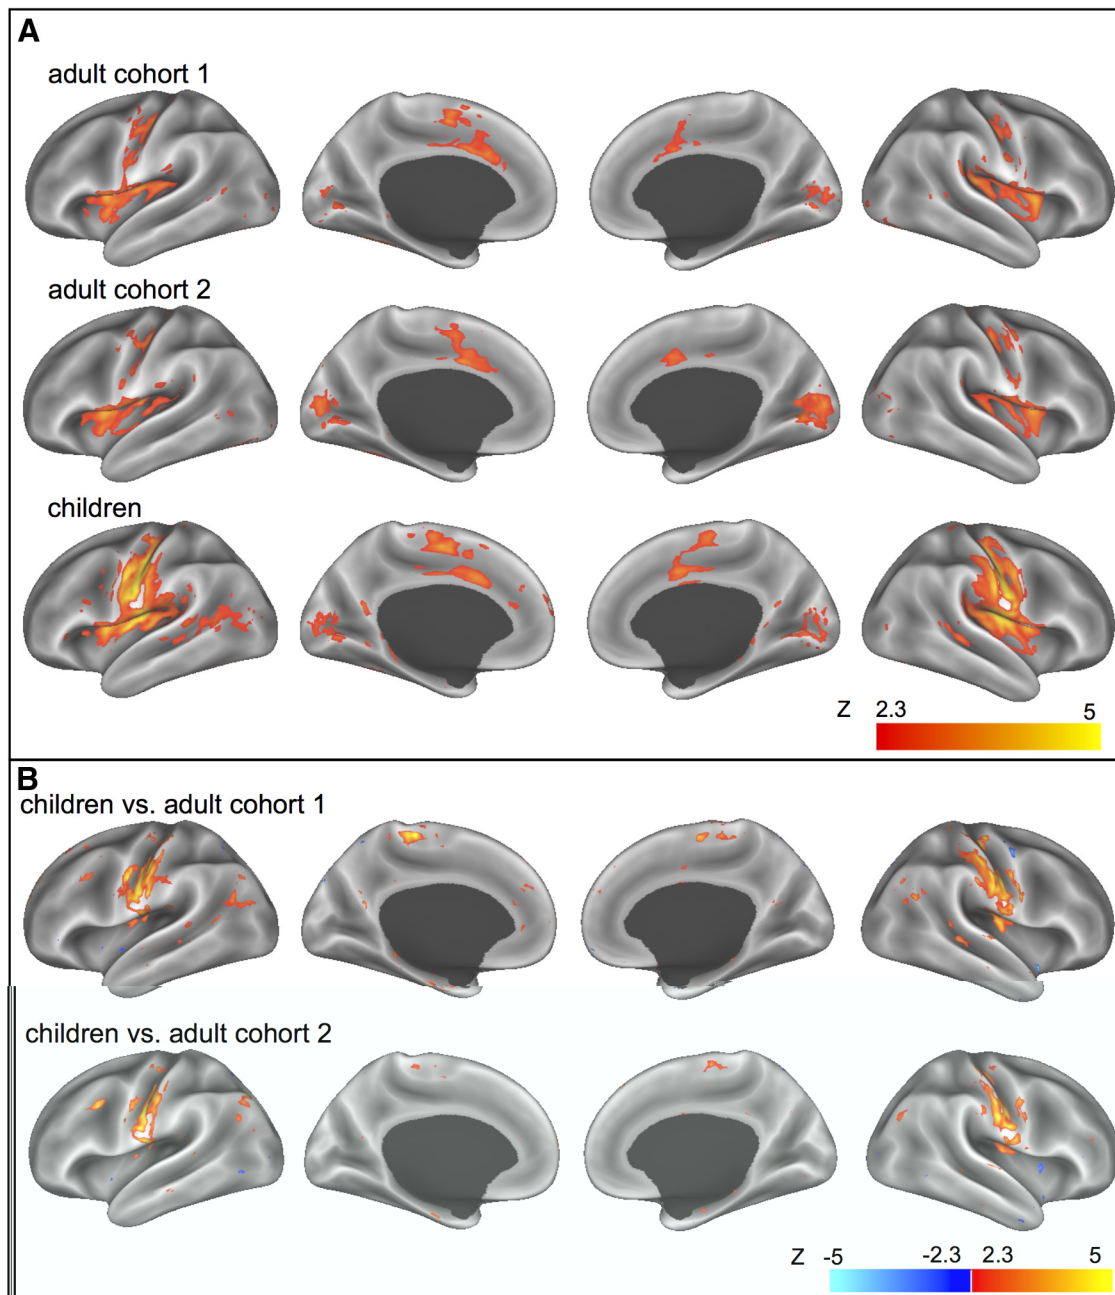 A
adult cohort 1
adult cohort 2
children
Z 2.3 5
B
children vs. adult cohort 1
children vs. adult cohort 2
Z -5 -2.3 2.3 5